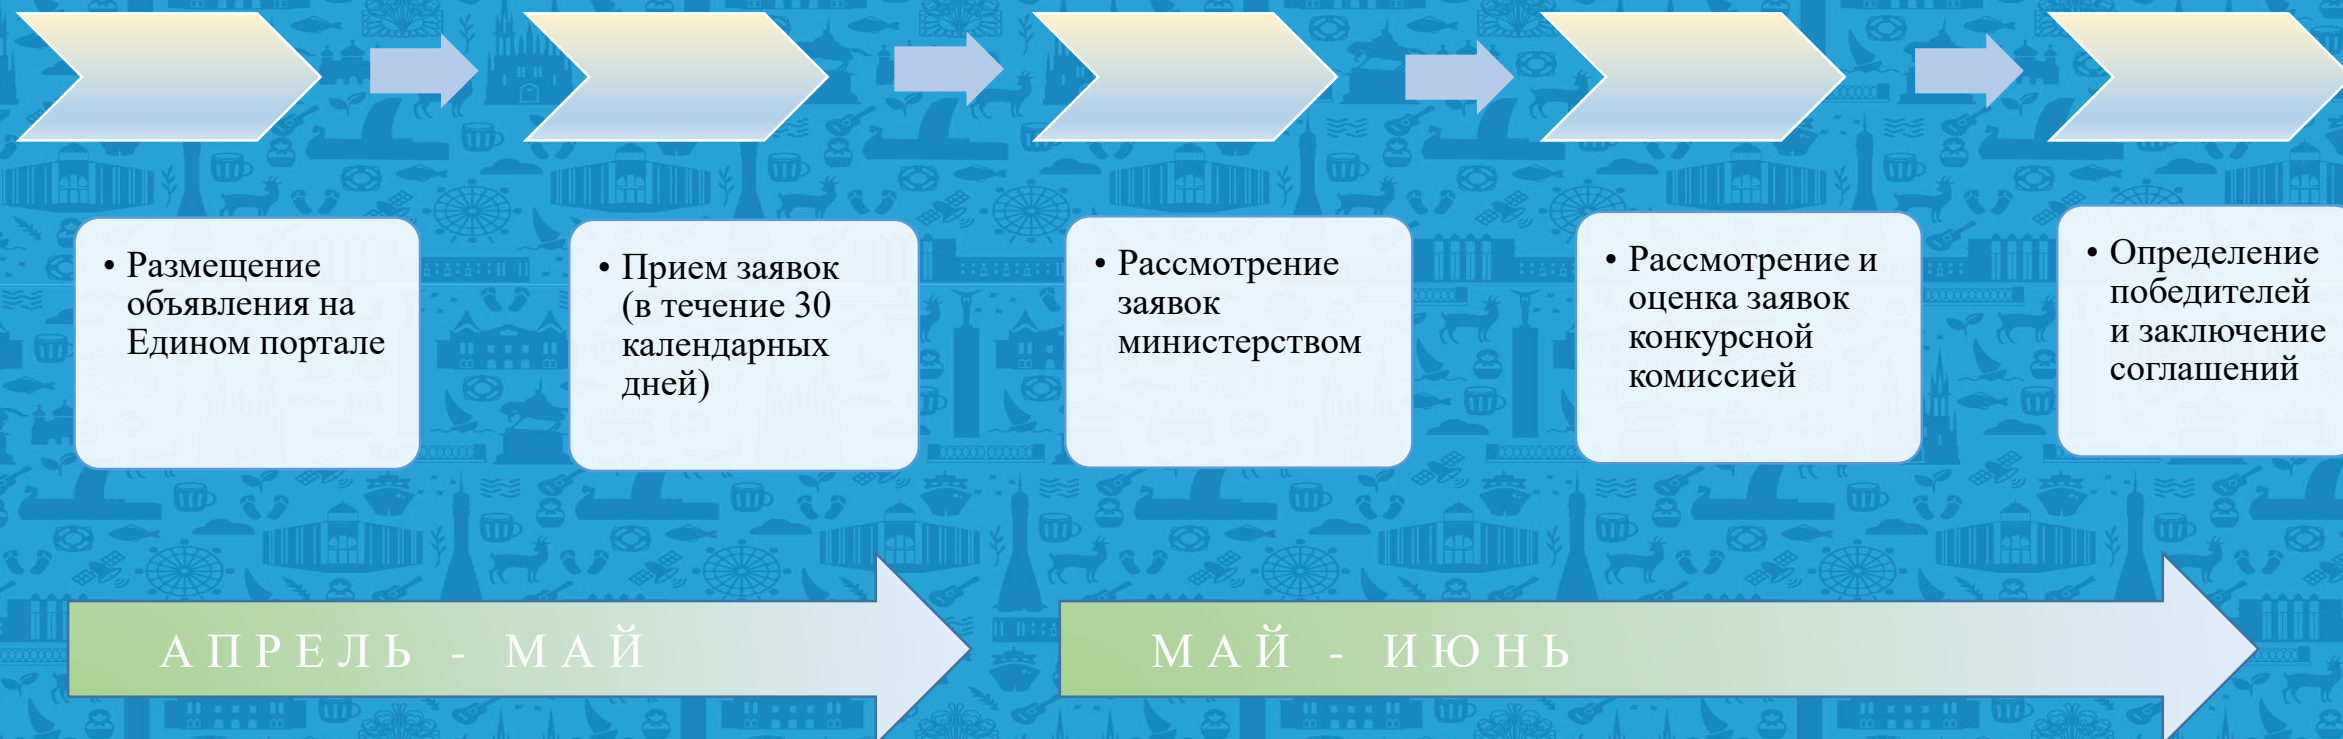 • Размещение
объявления на
Едином портале
• Прием заявок
(в течение 30
календарных
дней)
• Рассмотрение
заявок
министерством
• Рассмотрение и
оценка заявок
конкурсной
комиссией
• Определение
победителей
и заключение
соглашений
АПРЕЛЬ - МАЙ
МАЙ - ИЮНЬ